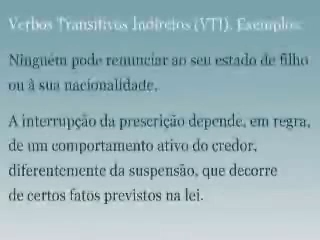 Verbos Transitivos Indiretos (VTI). Exemplos:
Ninguém pode renunciar ao seu estado de filho
ou à sua nacionalidade.
A interrupção da prescrição depende, em regra,
de um comportamento ativo do credor,
diferentemente da suspensão, que decorre
de certos fatos previstos na lei.